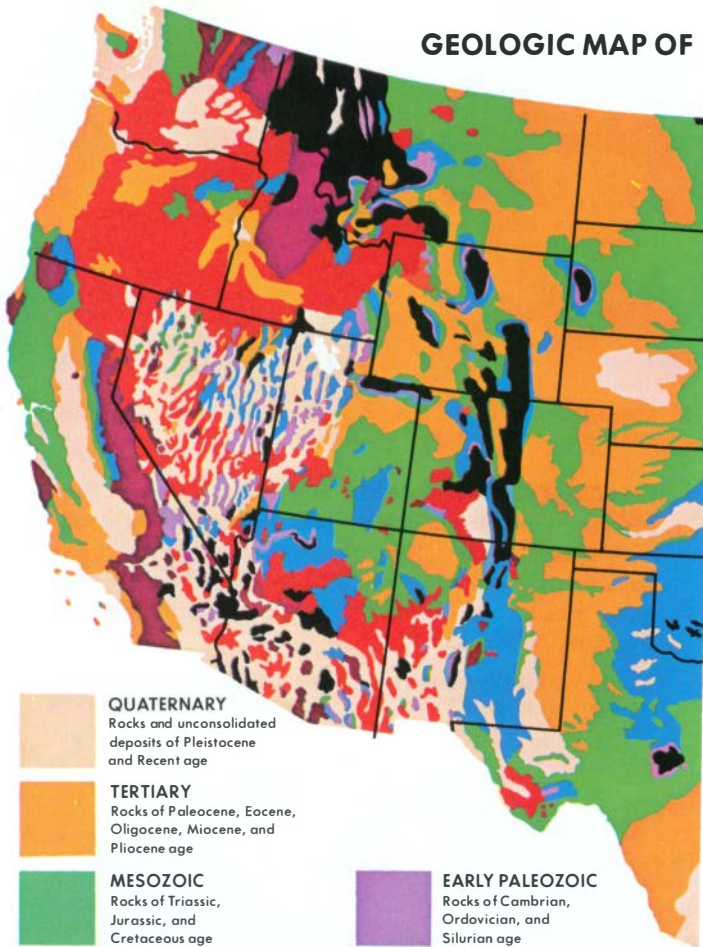 GEOLOGIC MAP OF
QUATERNARY
Rocks and unconsolidated
deposits of Pleistocene
and Recent age
TERTIARY
Rocks of Paleocene, Eocene,
Oligocene, Miocene, and
Pliocene age
MESOZOIC
Rocks of Triassic,
Jurassic, and
Cretaceous age
EARLY PALEOZOIC
Rocks of Cambrian,
Ordovician, and
Silurian age